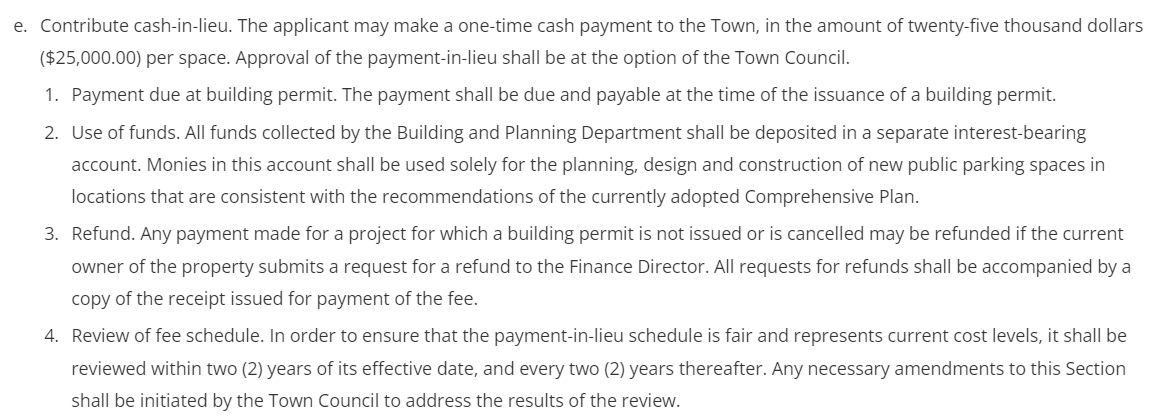 e. Contribute cash-in-lieu. The applicant may make a one-time cash payment to the Town, in the amount of twenty-five thousand dollars
($25,000.00) per space. Approval of the payment-in-lieu shall be at the option of the Town Council.
1. Payment due at building permit. The payment shall be due and payable at the time of the issuance of a building permit.
2. Use of funds. All funds collected by the Building and Planning Department shall be deposited in a separate interest-bearing
account. Monies in this account shall be used solely for the planning, design and construction of new public parking spaces in
locations that are consistent with the recommendations of the currently adopted Comprehensive Plan.
3. Refund. Any payment made for a project for which a building permit is not issued or is cancelled may be refunded if the current
owner of the property submits a request for a refund to the Finance Director. All requests for refunds shall be accompanied by a
copy of the receipt issued for payment of the fee.
4. Review of fee schedule. In order to ensure that the payment-in-lieu schedule is fair and represents current cost levels, it shall be
reviewed within two (2) years of its effective date, and every two (2) years thereafter. Any necessary amendments to this Section
shall be initiated by the Town Council to address the results of the review.